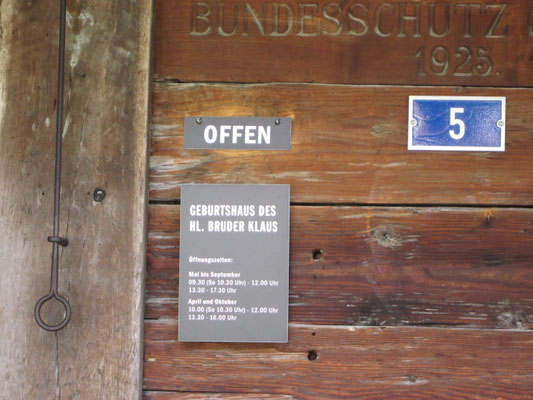 BUNDESSCHUTZ
1925.
OFFEN
5
GEBURTSHAUS DES
HL. BRUDER KLAUS
Öffnungszeiten:
Mai bis September
09.30 (So 10.30 Uhr) - 12.00 Uhr
13.30 - 17.30 Uhr
April und Oktober
10.00 (So 10.30 Uhr) - 12.00 Uhr
13.30 - 16.00 Uhr